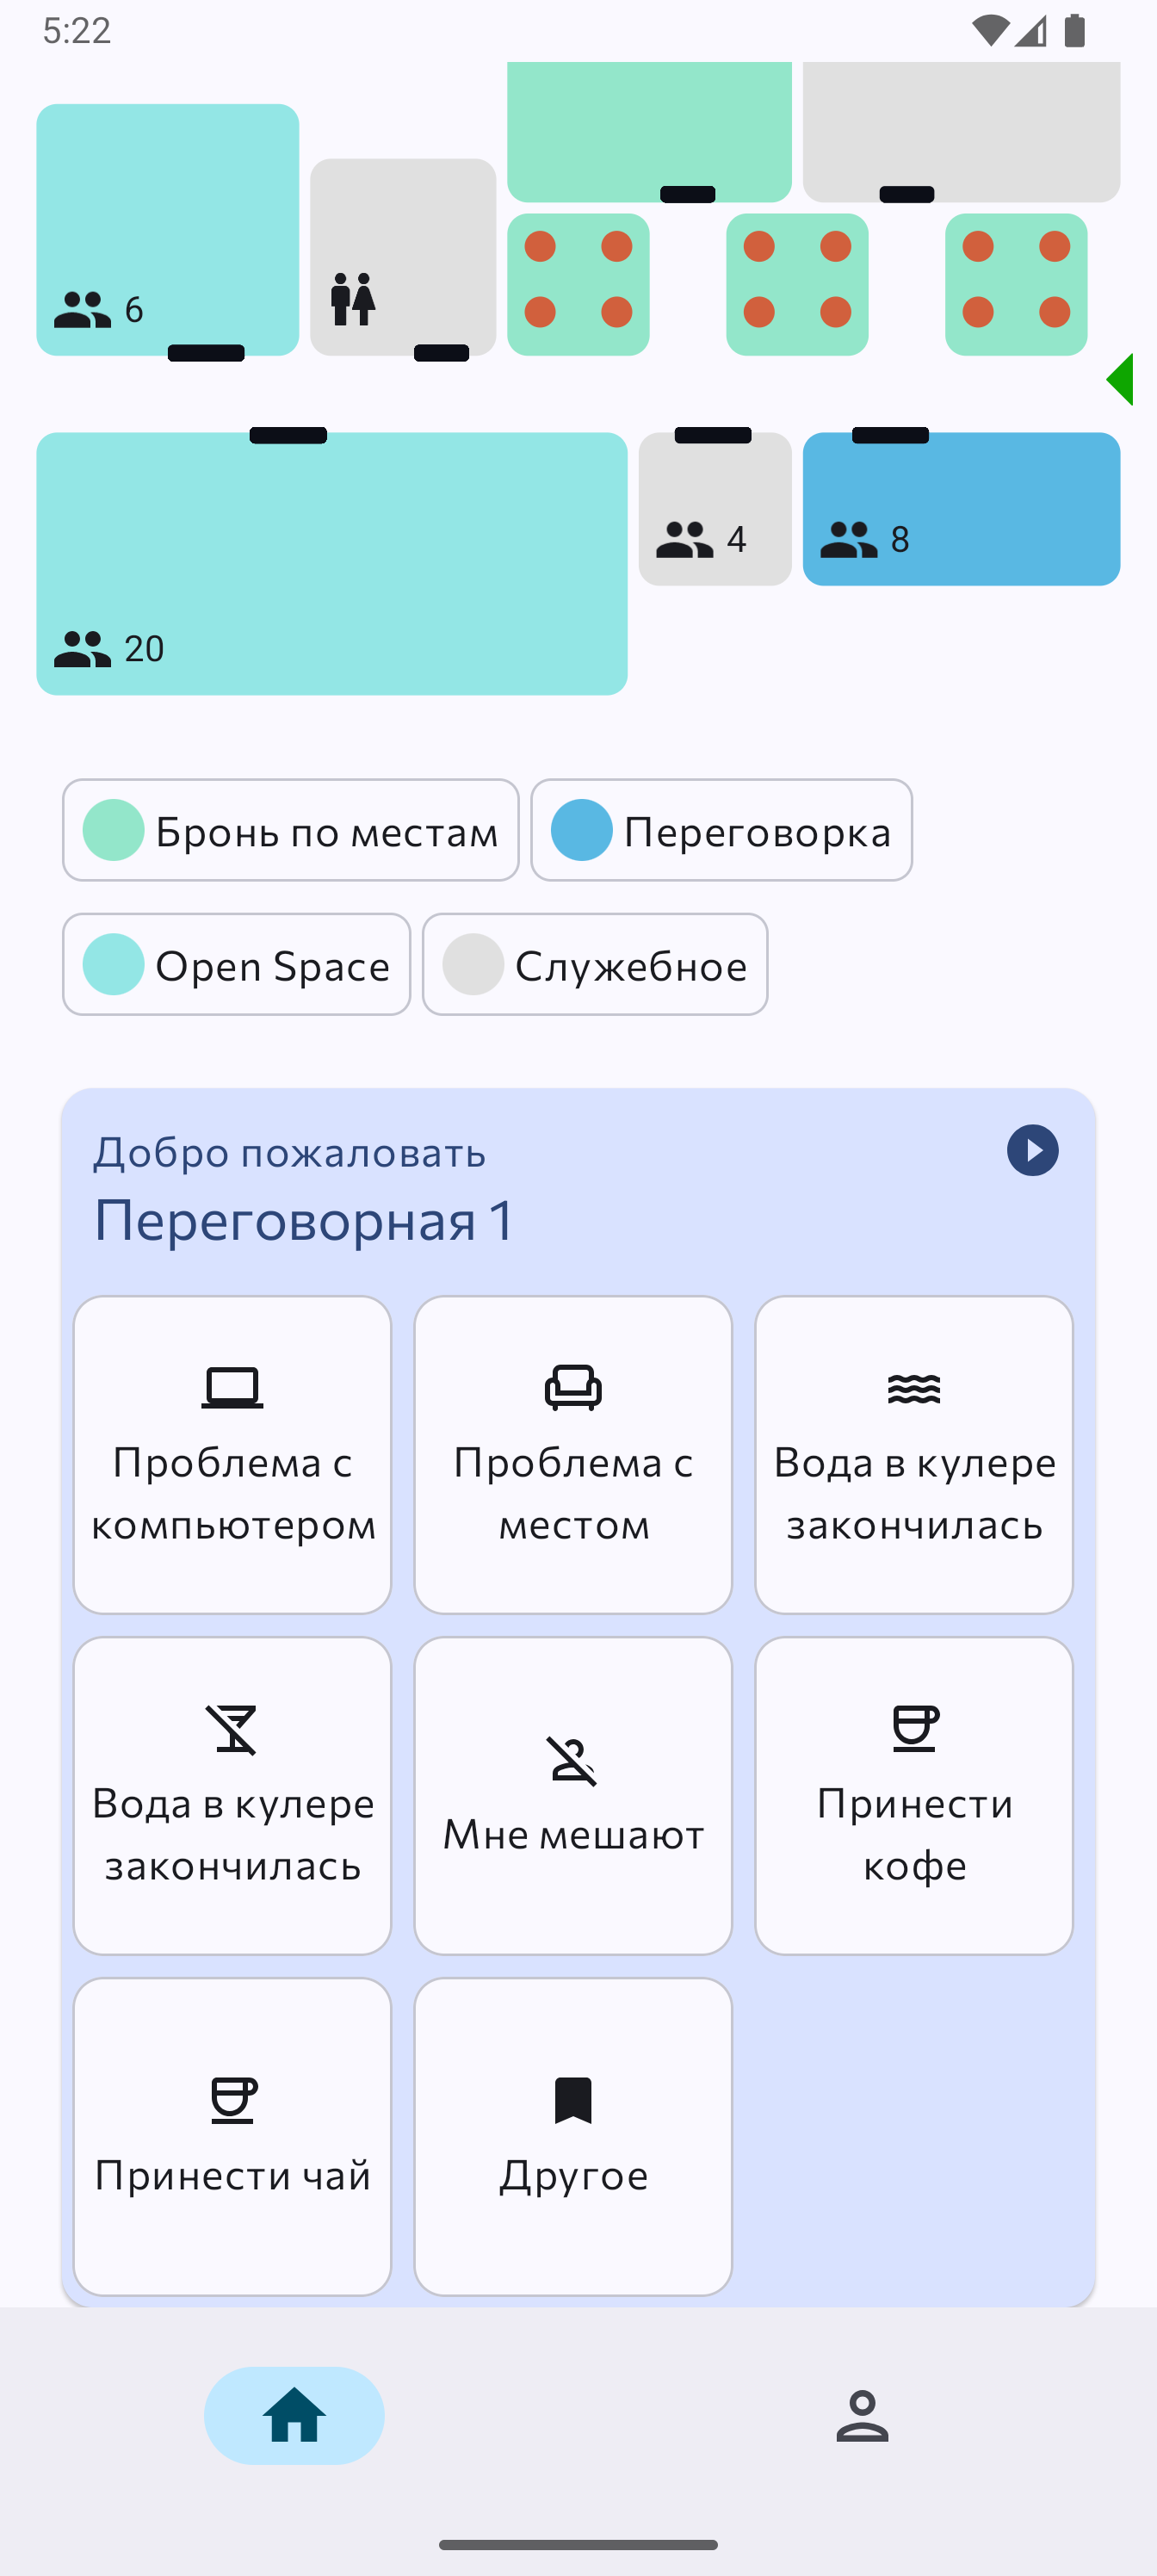 5:22
6
4
8
20
Бронь по местам
Переговорка
Open Space
Служебное
Добро пожаловать
Переговорная 1
Проблема с
компьютером
Проблема с
местом
Вода в кулере
закончилась
Вода в кулере
закончилась
Мне мешают
Принести
кофе
Принести чай
Другое